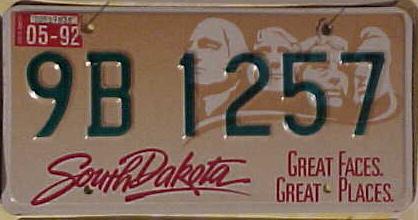 05-92
9B 1257
South Dakota
GREAT FACES.
GREAT PLACES.